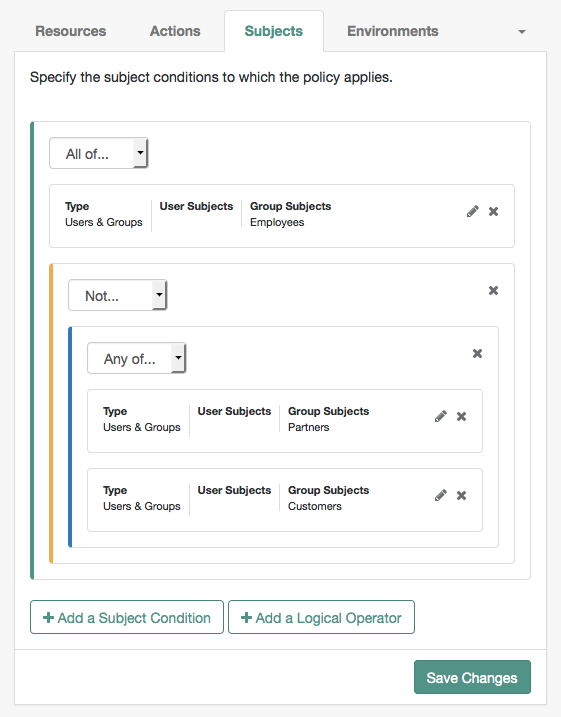 Resources Actions Subjects Environments
Specify the subject conditions to which the policy applies.
All of...
Type User Subjects Group Subjects
Users & Groups Employees
Not...
Any of...
Type User Subjects Group Subjects
Users & Groups Partners
Type User Subjects Group Subjects
Users & Groups Customers
+ Add a Subject Condition + Add a Logical Operator
Save Changes